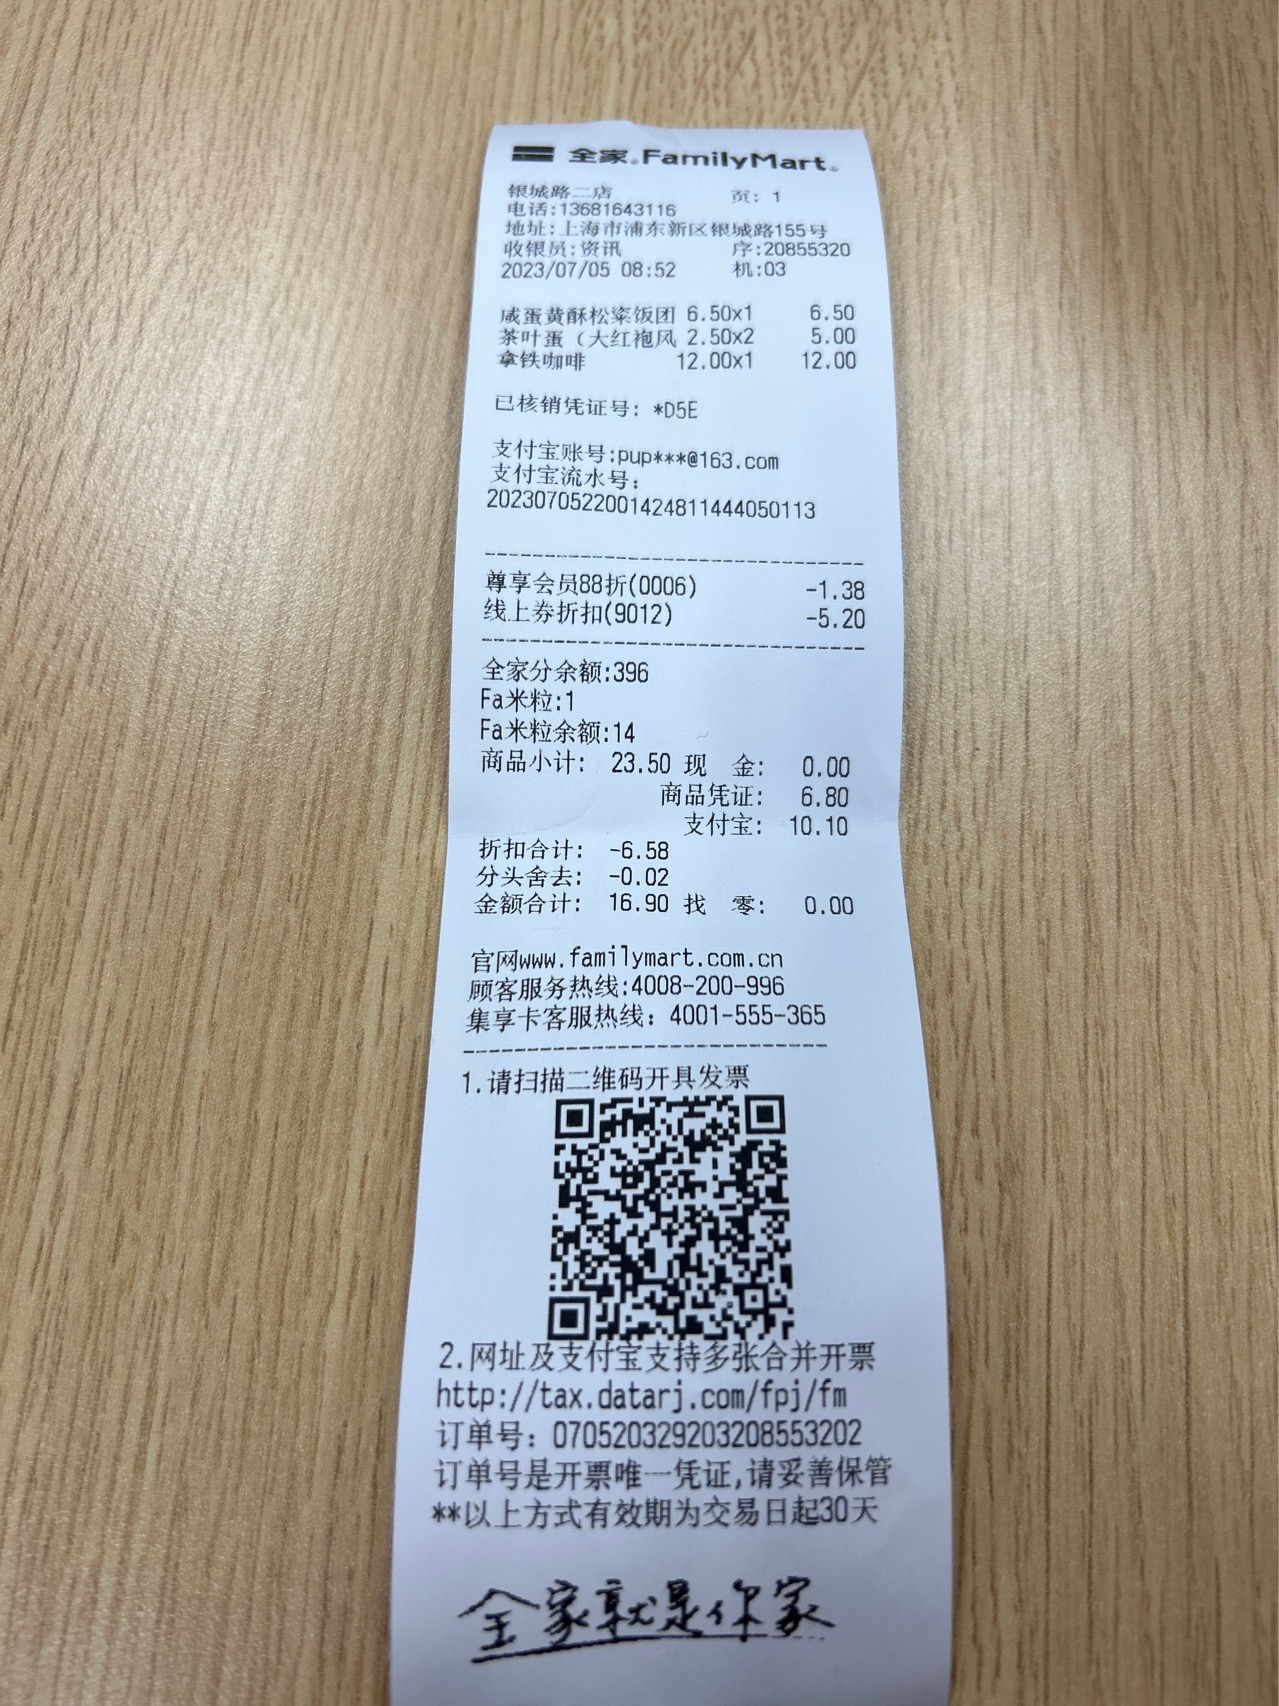 全家®FamilyMart®
银城路二店 页: 1
电话:13681643116
地址:上海市浦东新区银城路155号
收银员:资讯 序:20855320
2023/07/05 08:52 机:03
咸蛋黄酥松粢饭团 6.50x1 6.50
茶叶蛋(大红袍风 2.50x2 5.00
拿铁咖啡 12.00x1 12.00
已核销凭证号: *D5E
支付宝账号:pup***@163.com
支付宝流水号:
2023070522001424811444050113
尊享会员88折(0006) -1.38
线上券折扣(9012) -5.20
全家分余额:396
Fa米粒:1
Fa米粒余额:14
商品小计: 23.50 现 金: 0.00
商品凭证: 6.80
支付宝: 10.10
折扣合计: -6.58
分头舍去: -0.02
金额合计: 16.90 找 零: 0.00
官网www.familymart.com.cn
顾客服务热线:4008-200-996
集享卡客服热线: 4001-555-365
1.请扫描二维码开具发票
2.网址及支付宝支持多张合并开票
http://tax.datarj.com/fpj/fm
订单号: 070520329203208553202
订单号是开票唯一凭证,请妥善保管
**以上方式有效期为交易日起30天
全家就是你家